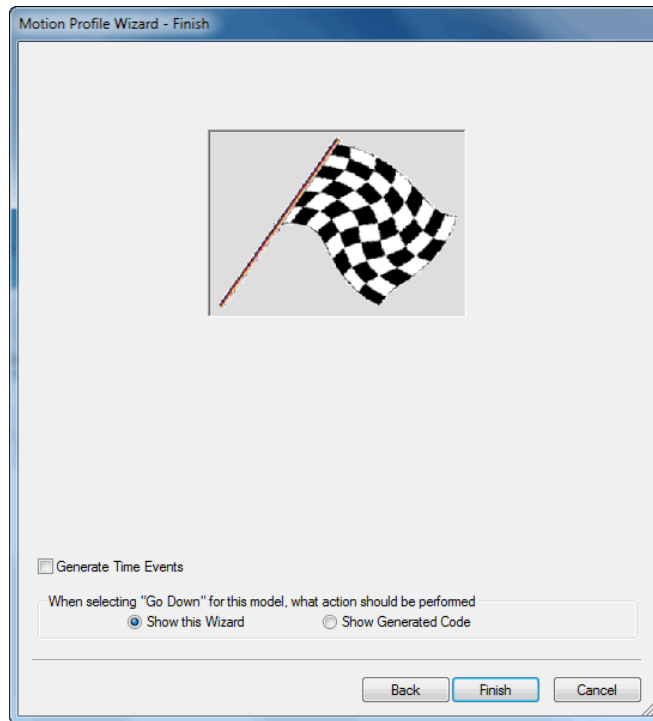 Motion Profile Wizard - Finish
Generate Time Events
When selecting "Go Down" for this model, what action should be performed
Show this Wizard Show Generated Code
Back Finish Cancel